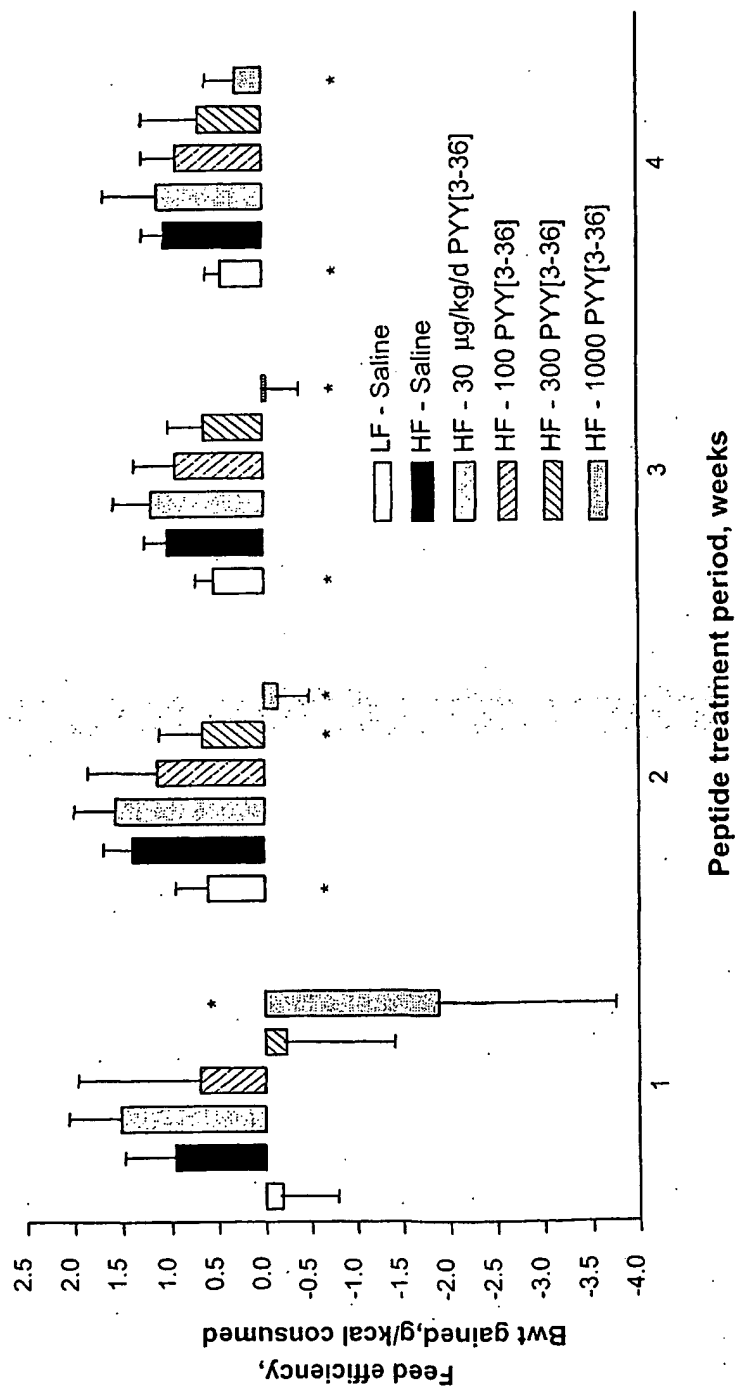 Feed efficiency,
Bwt gained,g/kcal consumed
2.5
2.0
1.5
1.0
0.5
0.0
-0.5
-1.0
-1.5
-2.0
-2.5
-3.0
-3.5
-4.0
*
* * *
* *
* *
LF - Saline
HF - Saline
HF - 30 µg/kg/d PYY[3-36]
HF - 100 PYY[3-36]
HF - 300 PYY[3-36]
HF - 1000 PYY[3-36]
1 2 3 4
Peptide treatment period, weeks